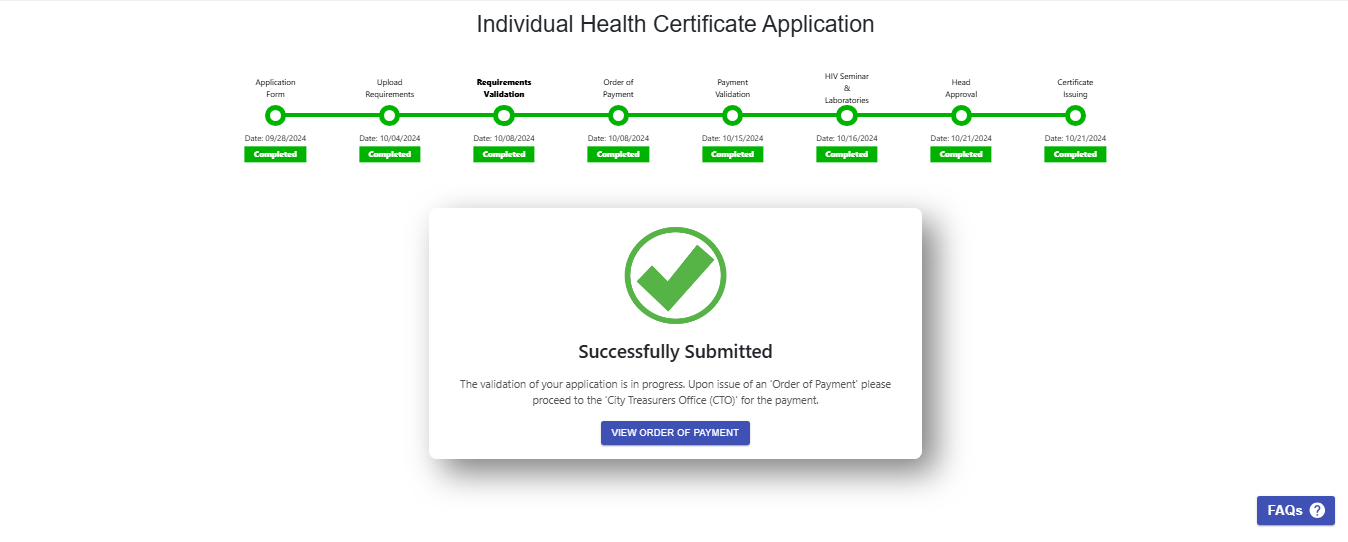 Individual Health Certificate Application
Application
Form
Upload
Requirements
Requirements
Validation
Order of
Payment
Payment
Validation
HIV Seminar
&
Laboratories
Head
Approval
Certificate
Issuing
Date: 09/28/2024
Date: 10/04/2024
Date: 10/08/2024
Date: 10/08/2024
Date: 10/15/2024
Date: 10/16/2024
Date: 10/21/2024
Date: 10/21/2024
Completed
Completed
Completed
Completed
Completed
Completed
Completed
Completed
Successfully Submitted
The validation of your application is in progress. Upon issue of an 'Order of Payment' please
proceed to the 'City Treasurers Office (CTO)' for the payment.
VIEW ORDER OF PAYMENT
FAQs ?